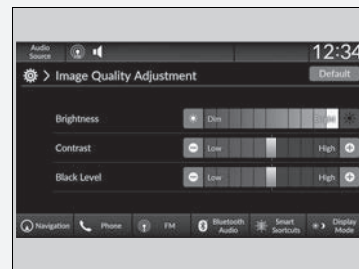 Audio
Source
12:34
> Image Quality Adjustment
Default
Brightness
Dim
Contrast
Low
High
Black Level
Low
High
Navigation
Phone
FM
Bluetooth
Audio
Smart
Shortcuts
Display
Mode